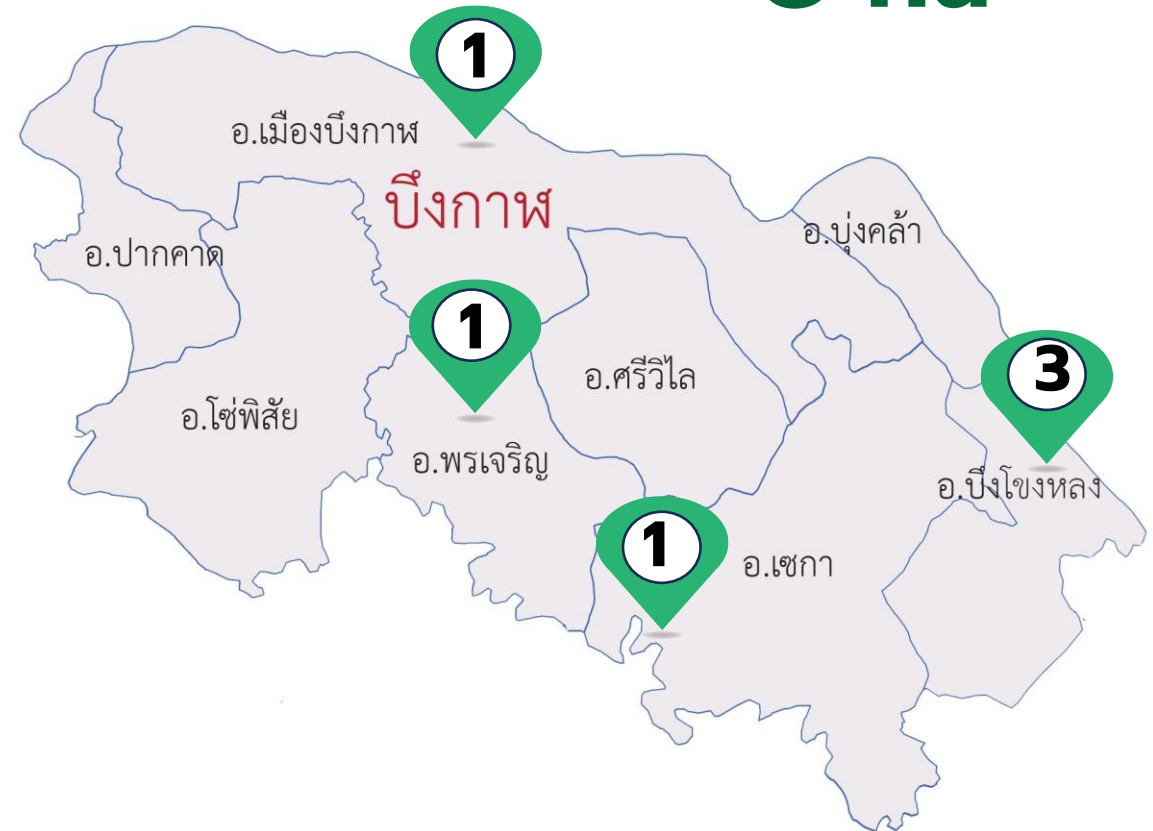 1
อ.เมืองบึงกาฬ
บึงกาฬ
อ.บุ่งคล้า
อ.ปากคาด
1
3
อ.ศรีวิไล
อ.โซ่พิสัย
อ.พรเจริญ
อ.บึงโขงหลง
1
อ.เซกา